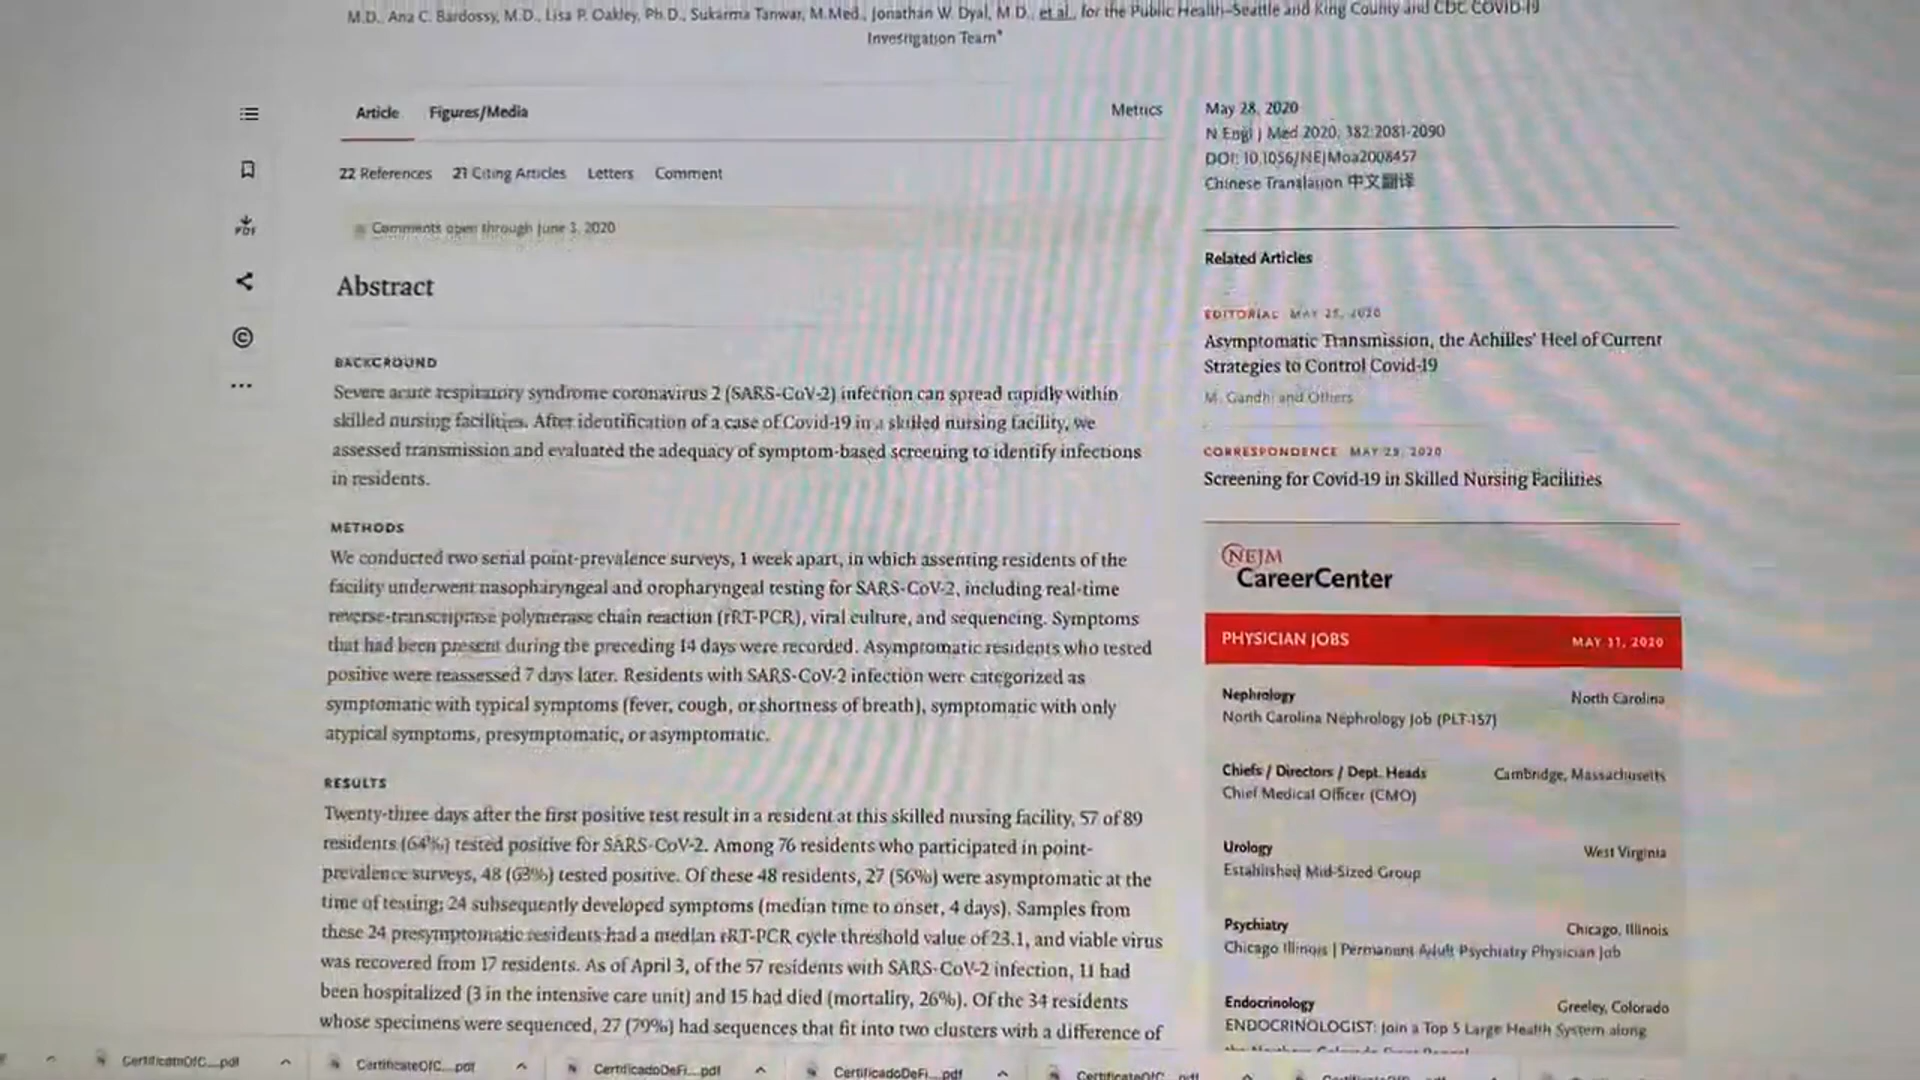 M.D., Ana C. Bardossy, M.D., Lisa P. Oakley, Ph.D., Sukarma Tanwar, M.Med., Jonathan W. Dyal, M.D., et al., for the Public Health–Seattle and King County and CDC COVID-19
Investigation Team*
Article Figures/Media Metrics
22 References 21 Citing Articles Letters Comment
Comments open through June 3, 2020
Abstract
BACKGROUND
Severe acute respiratory syndrome coronavirus 2 (SARS-CoV-2) infection can spread rapidly within
skilled nursing facilities. After identification of a case of Covid-19 in a skilled nursing facility, we
assessed transmission and evaluated the adequacy of symptom-based screening to identify infections
in residents.
METHODS
We conducted two serial point-prevalence surveys, 1 week apart, in which assenting residents of the
facility underwent nasopharyngeal and oropharyngeal testing for SARS-CoV-2, including real-time
reverse-transcriptase polymerase chain reaction (rRT-PCR), viral culture, and sequencing. Symptoms
that had been present during the preceding 14 days were recorded. Asymptomatic residents who tested
positive were reassessed 7 days later. Residents with SARS-CoV-2 infection were categorized as
symptomatic with typical symptoms (fever, cough, or shortness of breath), symptomatic with only
atypical symptoms, presymptomatic, or asymptomatic.
RESULTS
Twenty-three days after the first positive test result in a resident at this skilled nursing facility, 57 of 89
residents (64%) tested positive for SARS-CoV-2. Among 76 residents who participated in point-
prevalence surveys, 48 (63%) tested positive. Of these 48 residents, 27 (56%) were asymptomatic at the
time of testing; 24 subsequently developed symptoms (median time to onset, 4 days). Samples from
these 24 presymptomatic residents had a median rRT-PCR cycle threshold value of 23.1, and viable virus
was recovered from 17 residents. As of April 3, of the 57 residents with SARS-CoV-2 infection, 11 had
been hospitalized (3 in the intensive care unit) and 15 had died (mortality, 26%). Of the 34 residents
whose specimens were sequenced, 27 (79%) had sequences that fit into two clusters with a difference of
May 28, 2020
N Engl J Med 2020; 382:2081-2090
DOI: 10.1056/NEJMoa2008457
Chinese Translation 中文翻译
Related Articles
EDITORIAL MAY 28, 2020
Asymptomatic Transmission, the Achilles' Heel of Current
Strategies to Control Covid-19
M. Gandhi and Others
CORRESPONDENCE MAY 29, 2020
Screening for Covid-19 in Skilled Nursing Facilities
NEJM
CareerCenter
PHYSICIAN JOBS MAY 31, 2020
Nephrology North Carolina
North Carolina Nephrology Job (PLT-157)
Chiefs / Directors / Dept. Heads Cambridge, Massachusetts
Chief Medical Officer (CMO)
Urology West Virginia
Established Mid-Sized Group
Psychiatry Chicago, Illinois
Chicago Illinois | Permanent Adult Psychiatry Physician Job
Endocrinology Greeley, Colorado
ENDOCRINOLOGIST: Join a Top 5 Large Health System along
PDF
CertificateOfC....pdf CertificateOfC....pdf CertificadoDeFi....pdf CertificadoDeFi....pdf CertificateOfC....pdf